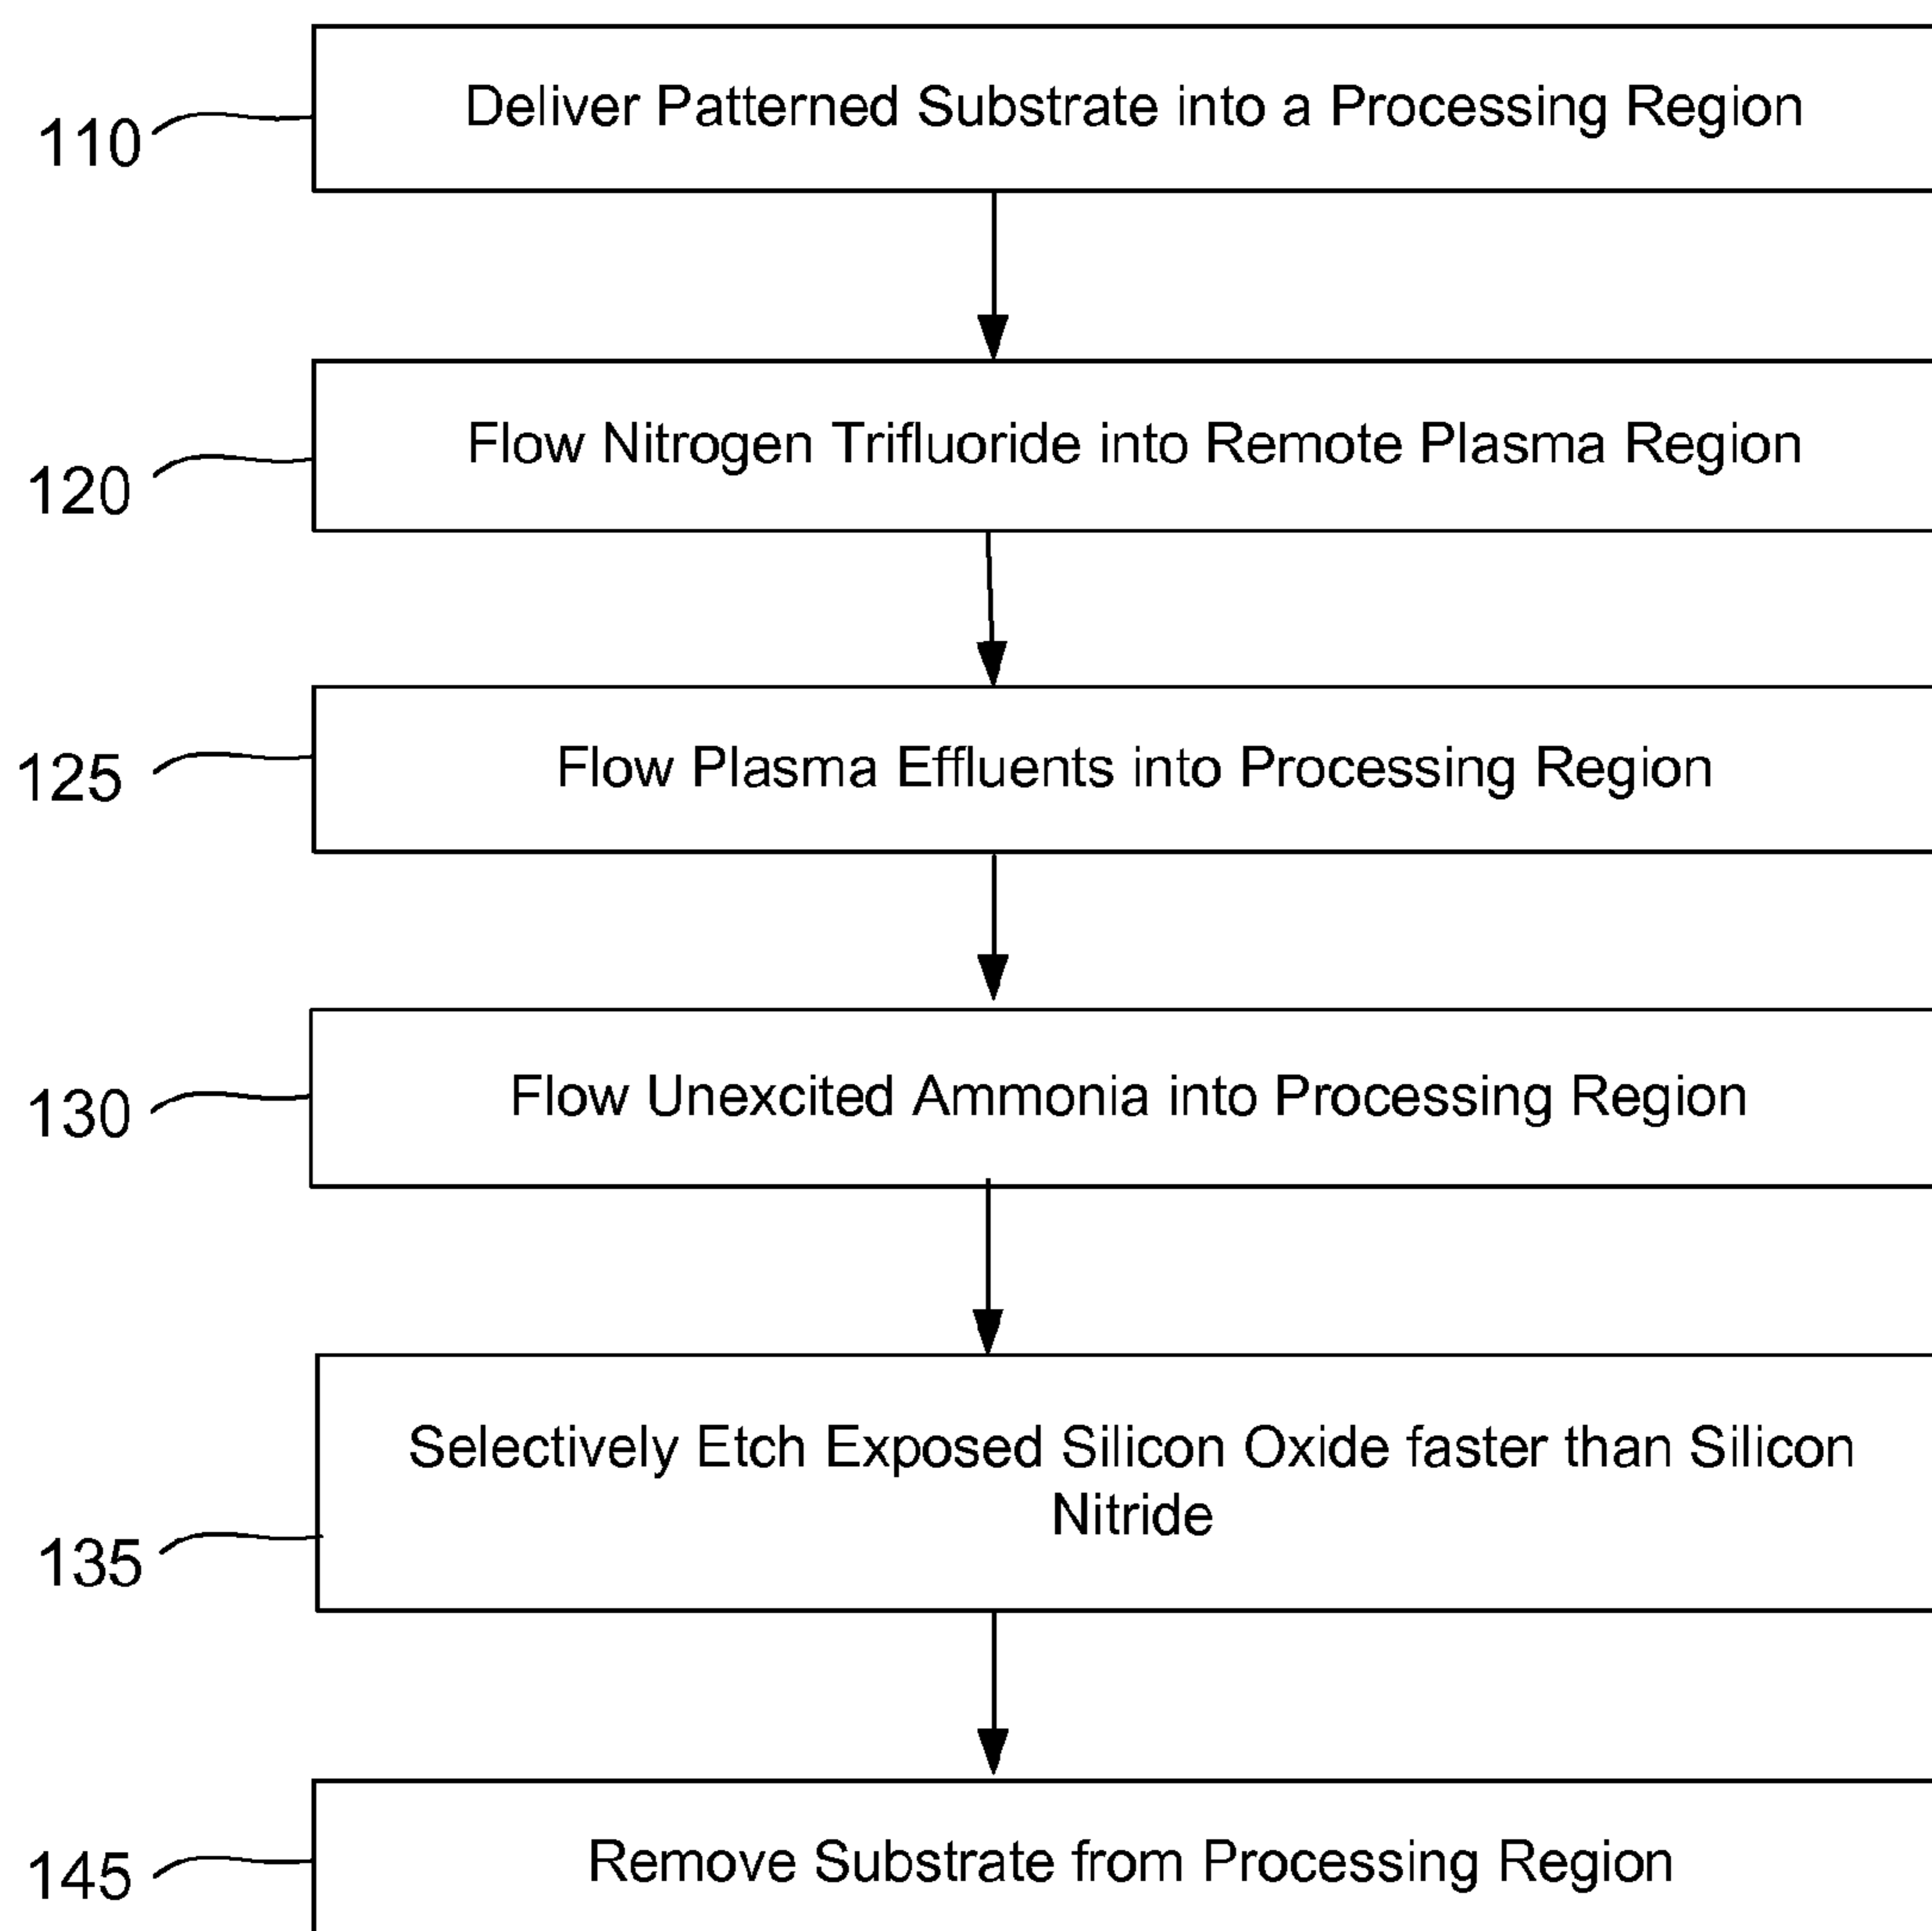 110
Deliver Patterned Substrate into a Processing Region
120
Flow Nitrogen Trifluoride into Remote Plasma Region
125
Flow Plasma Effluents into Processing Region
130
Flow Unexcited Ammonia into Processing Region
135
Selectively Etch Exposed Silicon Oxide faster than Silicon
Nitride
145
Remove Substrate from Processing Region